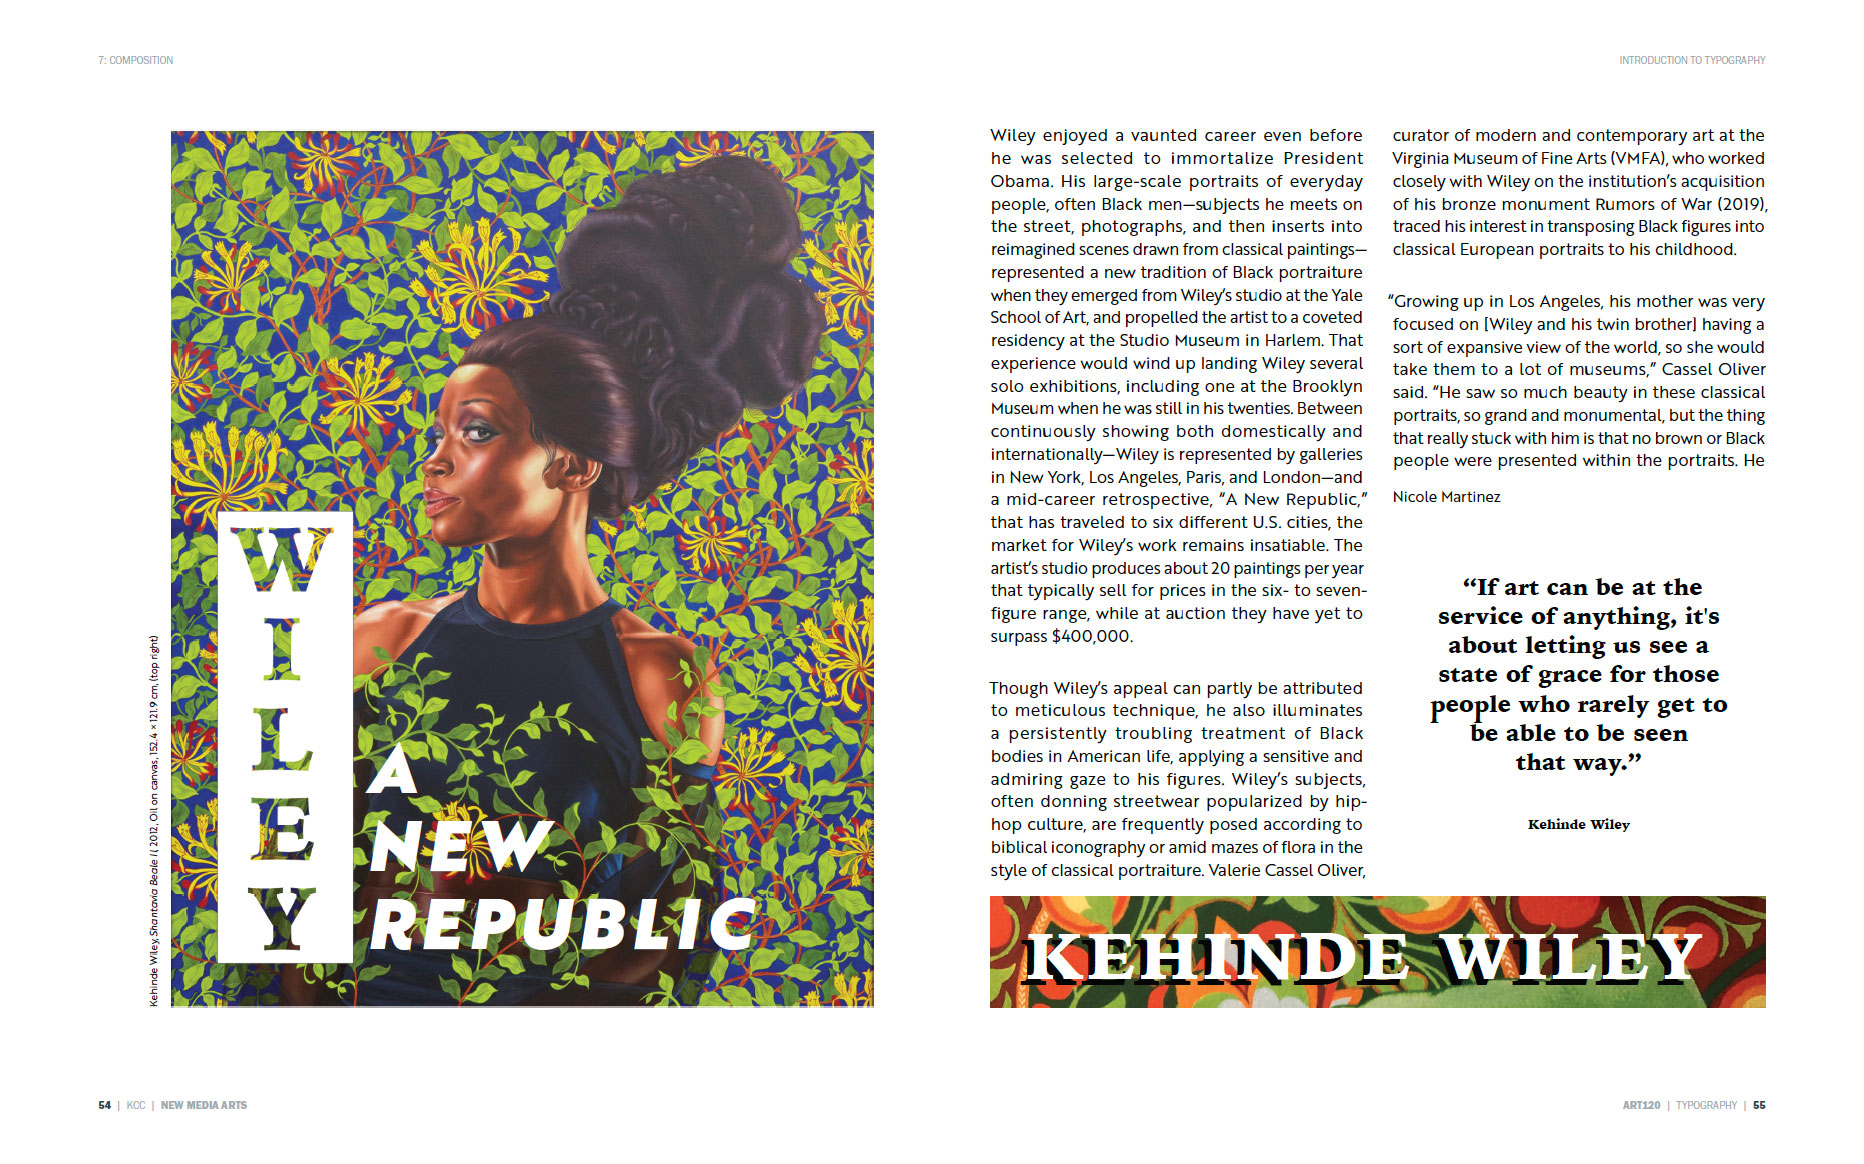 7: COMPOSITION
INTRODUCTION TO TYPOGRAPHY
Kehinde Wiley, Shantavia Beale II, 2012, Oil on canvas, 152.4 × 121.9 cm, (top right)
WILEY
A
NEW
REPUBLIC
Wiley enjoyed a vaunted career even before
he was selected to immortalize President
Obama. His large-scale portraits of everyday
people, often Black men—subjects he meets on
the street, photographs, and then inserts into
reimagined scenes drawn from classical paintings—
represented a new tradition of Black portraiture
when they emerged from Wiley’s studio at the Yale
School of Art, and propelled the artist to a coveted
residency at the Studio Museum in Harlem. That
experience would wind up landing Wiley several
solo exhibitions, including one at the Brooklyn
Museum when he was still in his twenties. Between
continuously showing both domestically and
internationally—Wiley is represented by galleries
in New York, Los Angeles, Paris, and London—and
a mid-career retrospective, “A New Republic,”
that has traveled to six different U.S. cities, the
market for Wiley’s work remains insatiable. The
artist’s studio produces about 20 paintings per year
that typically sell for prices in the six- to seven-
figure range, while at auction they have yet to
surpass $400,000.
Though Wiley’s appeal can partly be attributed
to meticulous technique, he also illuminates
a persistently troubling treatment of Black
bodies in American life, applying a sensitive and
admiring gaze to his figures. Wiley’s subjects,
often donning streetwear popularized by hip-
hop culture, are frequently posed according to
biblical iconography or amid mazes of flora in the
style of classical portraiture. Valerie Cassel Oliver,
curator of modern and contemporary art at the
Virginia Museum of Fine Arts (VMFA), who worked
closely with Wiley on the institution’s acquisition
of his bronze monument Rumors of War (2019),
traced his interest in transposing Black figures into
classical European portraits to his childhood.
“Growing up in Los Angeles, his mother was very
focused on [Wiley and his twin brother] having a
sort of expansive view of the world, so she would
take them to a lot of museums,” Cassel Oliver
said. “He saw so much beauty in these classical
portraits, so grand and monumental, but the thing
that really stuck with him is that no brown or Black
people were presented within the portraits. He
Nicole Martinez
“If art can be at the
service of anything, it's
about letting us see a
state of grace for those
people who rarely get to
be able to be seen
that way.”
Kehinde Wiley
KEHINDE WILEY
54 | KCC | NEW MEDIA ARTS
ART120 | TYPOGRAPHY | 55